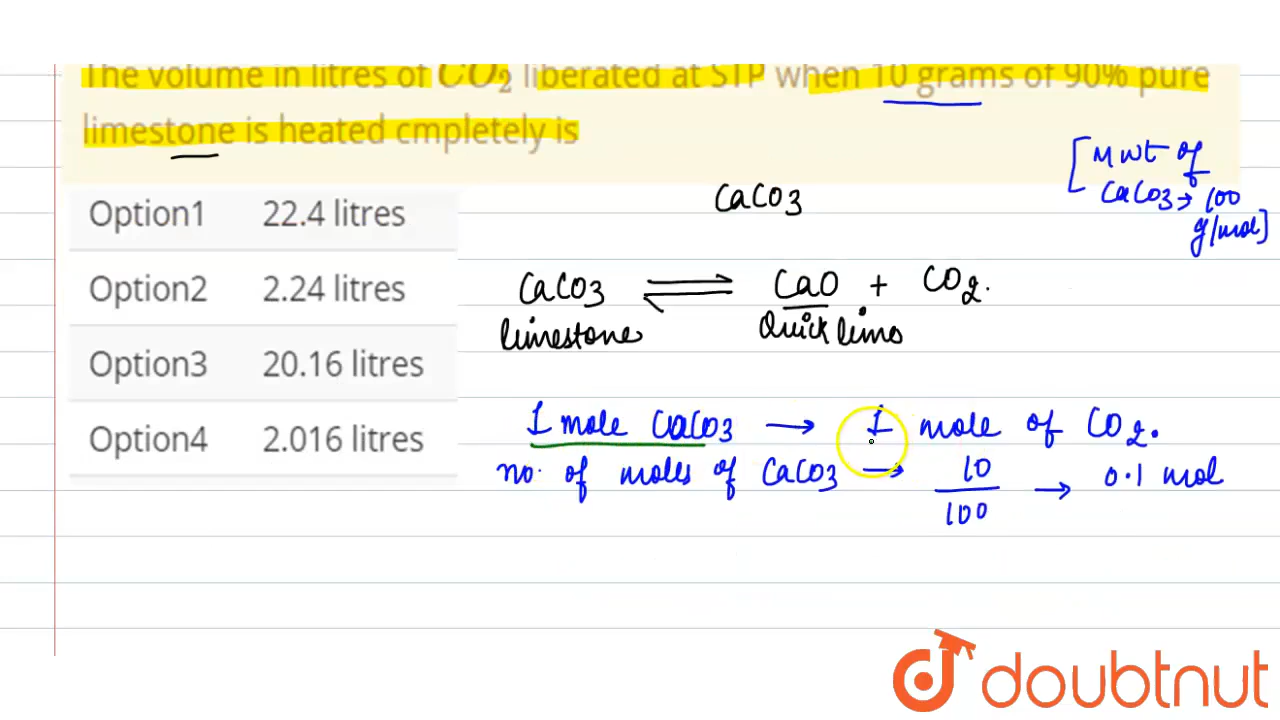 The volume in litres of CO₂ liberated at STP when 10 grams of 90% pure
limestone is heated cmpletely is
[M wt of
CaCO3 → 100
g/mol]
Option1 22.4 litres
CaCO3
Option2 2.24 litres
CaCO3 ⇌ CaO + CO2.
limestone Quick lime
Option3 20.16 litres
Option4 2.016 litres
1 mole CaCO3 → 1 mole of CO2.
no. of moles of CaCO3 → 10/100 → 0.1 mol
doubtnut